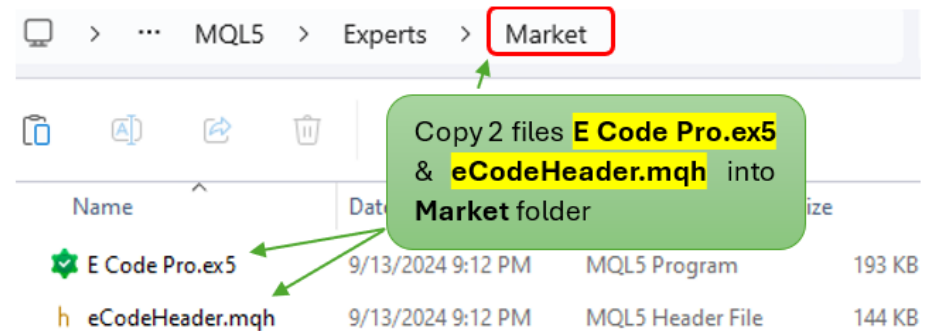 ··· MQL5 > Experts > Market
Copy 2 files E Code Pro.ex5
& eCodeHeader.mqh into
Market folder
Name Date
E Code Pro.ex5 9/13/2024 9:12 PM MQL5 Program 193 KB
eCodeHeader.mqh 9/13/2024 9:12 PM MQL5 Header File 144 KB